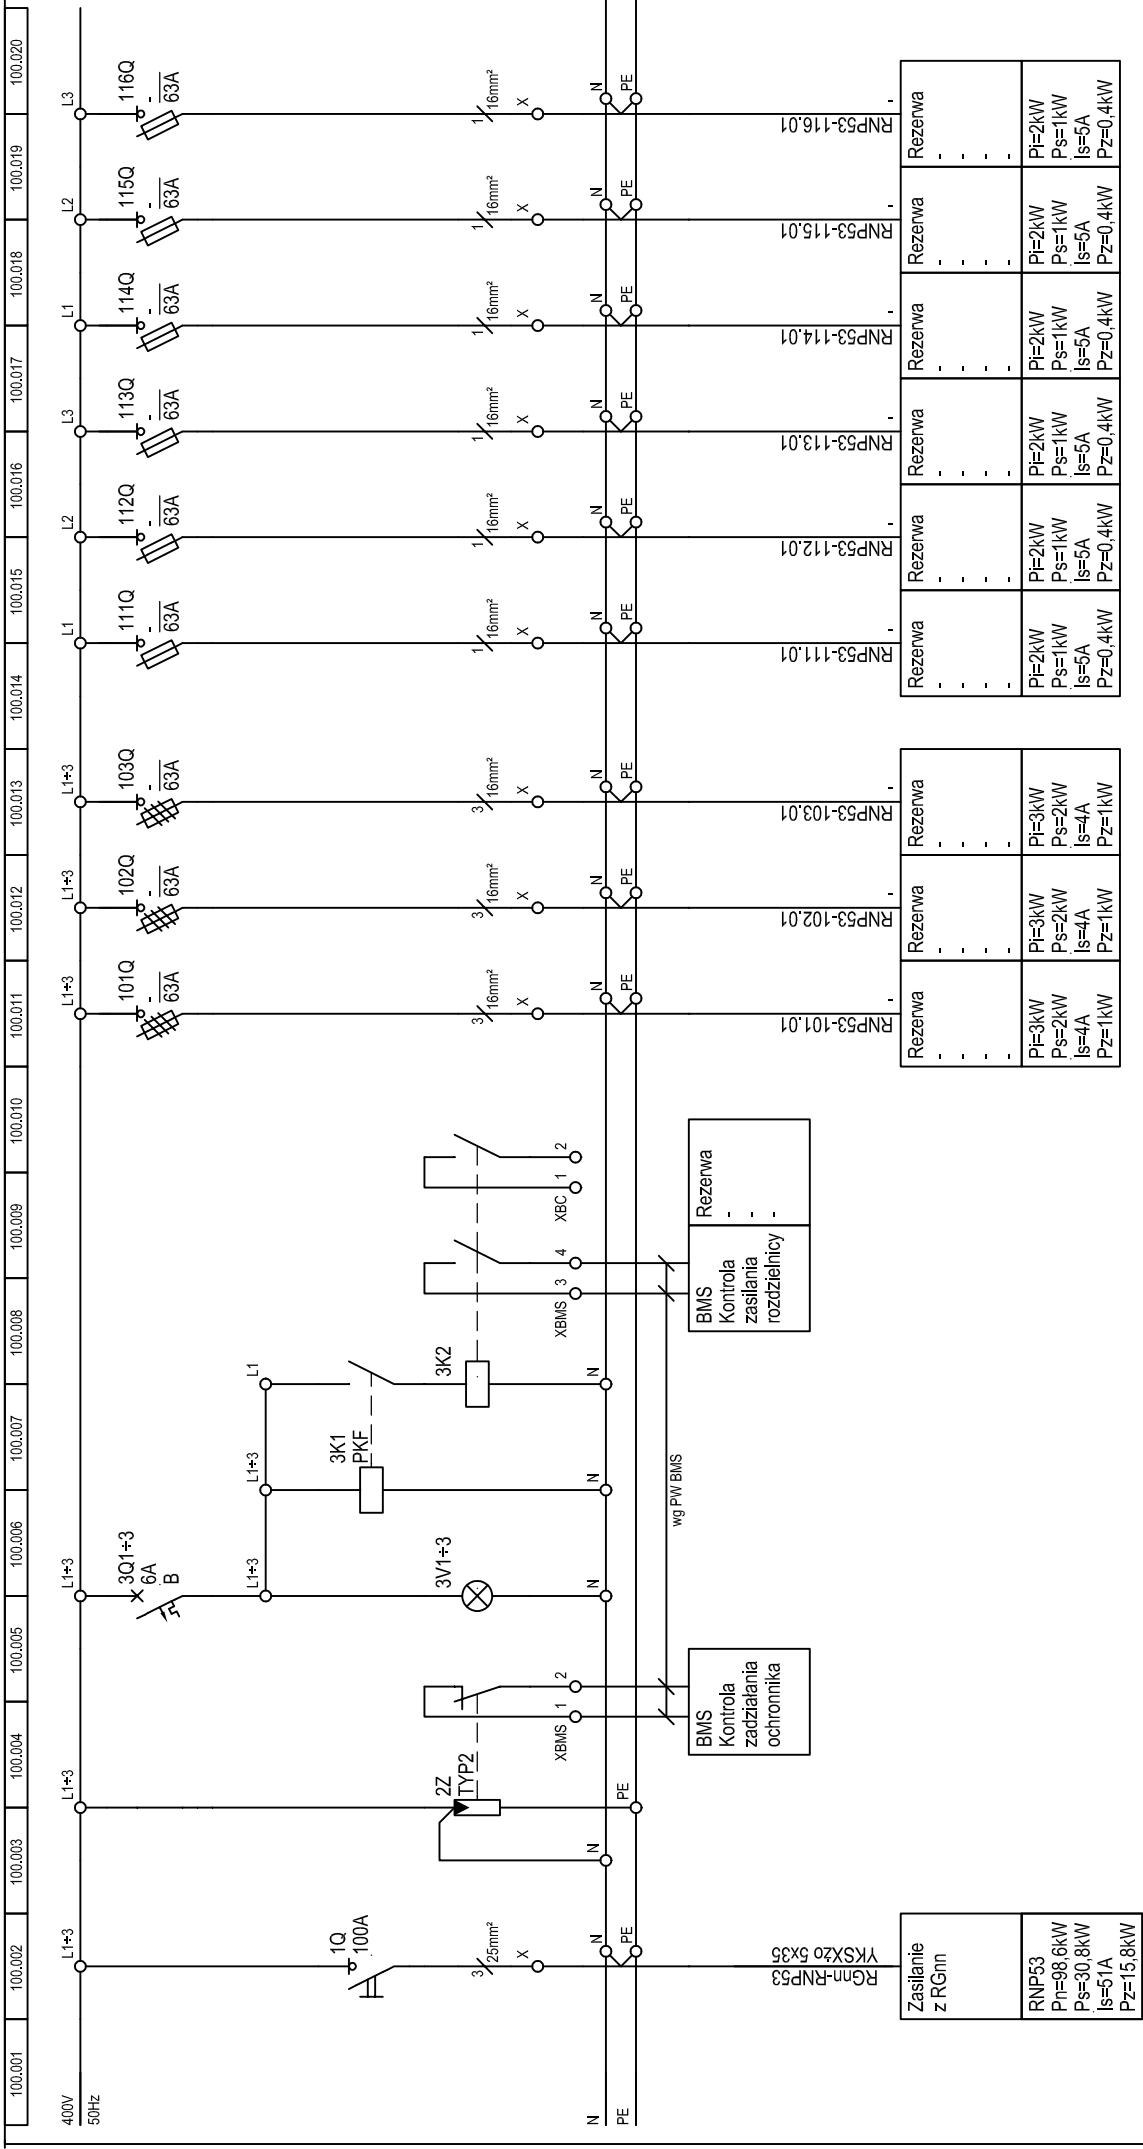 100.001
100.002
100.003
100.004
100.005
100.006
100.007
100.008
100.009
100.010
100.011
100.012
100.013
100.014
100.015
100.016
100.017
100.018
100.019
100.020
400V
50Hz
N
PE
L1÷3
1Q
100A
3
25mm²
X
N
PE
RGnn-RNP53
YKSXżo 5x35
Zasilanie
z RGnn
RNP53
Pn=98,6kW
Ps=30,8kW
Is=51A
Pz=15,8kW
L1÷3
2Z
TYP2
N
PE
XBMS
1
2
BMS
Kontrola
zadziałania
ochronnika
L1÷3
3Q1÷3
6A
B
L1÷3
3V1÷3
N
L1÷3
3K1
PKF
N
L1
3K2
N
wg PW BMS
XBMS
3
4
BMS
Kontrola
zasilania
rozdzielnicy
XBC
1
2
Rezerwa
-
-
-
L1÷3
101Q
-
63A
3
16mm²
X
N
PE
RNP53-101.01
-
Rezerwa
-
-
-
-
Pi=3kW
Ps=2kW
Is=4A
Pz=1kW
L1÷3
102Q
-
63A
3
16mm²
X
N
PE
RNP53-102.01
-
Rezerwa
-
-
-
-
Pi=3kW
Ps=2kW
Is=4A
Pz=1kW
L1÷3
103Q
-
63A
3
16mm²
X
N
PE
RNP53-103.01
-
Rezerwa
-
-
-
-
Pi=3kW
Ps=2kW
Is=4A
Pz=1kW
L1
111Q
-
63A
1
16mm²
X
N
PE
RNP53-111.01
-
Rezerwa
-
-
-
-
Pi=2kW
Ps=1kW
Is=5A
Pz=0,4kW
L2
112Q
-
63A
1
16mm²
X
N
PE
RNP53-112.01
-
Rezerwa
-
-
-
-
Pi=2kW
Ps=1kW
Is=5A
Pz=0,4kW
L3
113Q
-
63A
1
16mm²
X
N
PE
RNP53-113.01
-
Rezerwa
-
-
-
-
Pi=2kW
Ps=1kW
Is=5A
Pz=0,4kW
L1
114Q
-
63A
1
16mm²
X
N
PE
RNP53-114.01
-
Rezerwa
-
-
-
-
Pi=2kW
Ps=1kW
Is=5A
Pz=0,4kW
L2
115Q
-
63A
1
16mm²
X
N
PE
RNP53-115.01
-
Rezerwa
-
-
-
-
Pi=2kW
Ps=1kW
Is=5A
Pz=0,4kW
L3
116Q
-
63A
1
16mm²
X
N
PE
RNP53-116.01
-
Rezerwa
-
-
-
-
Pi=2kW
Ps=1kW
Is=5A
Pz=0,4kW